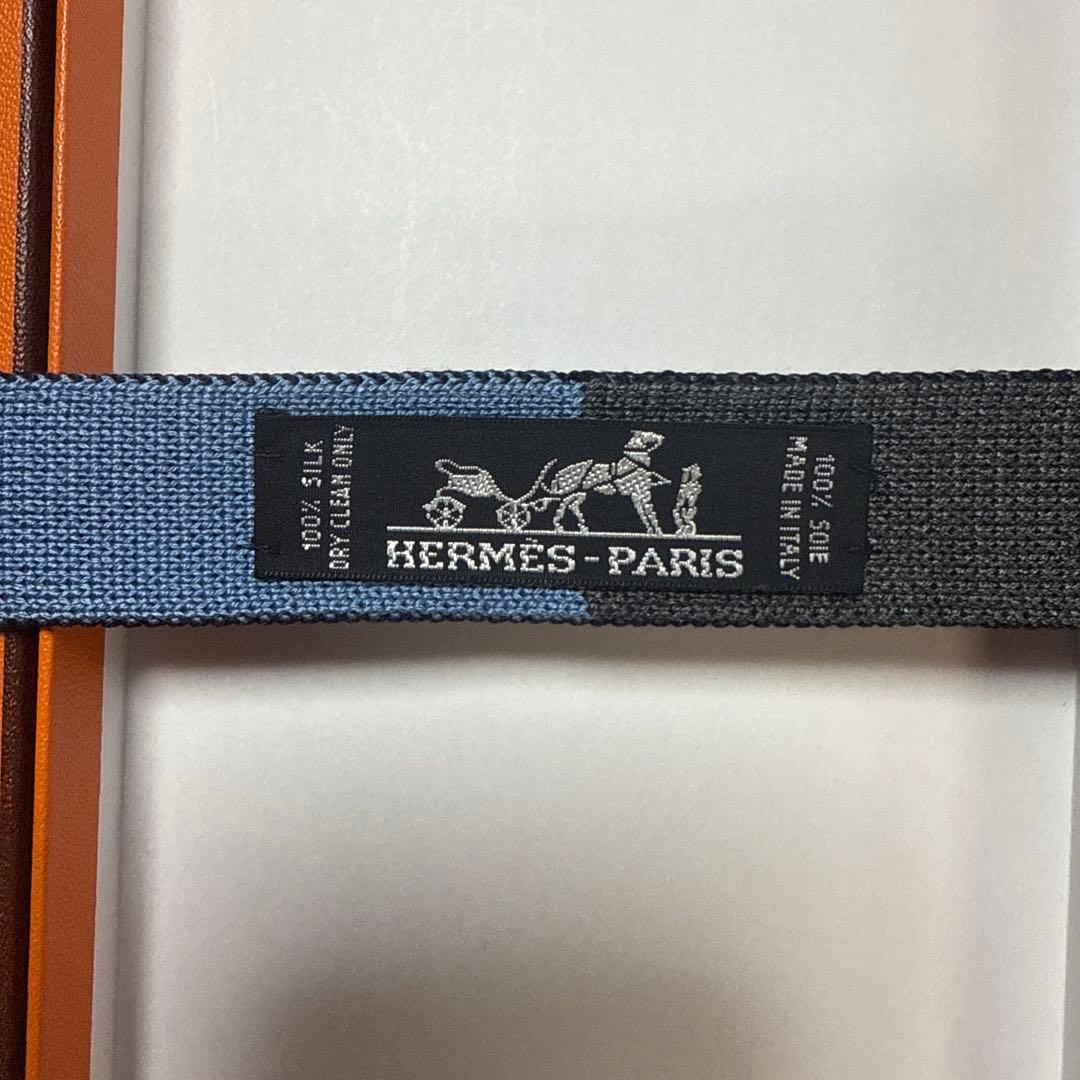 100% SILK
DRY CLEAN ONLY
HERMÈS-PARIS
100% SOIE
MADE IN ITALY